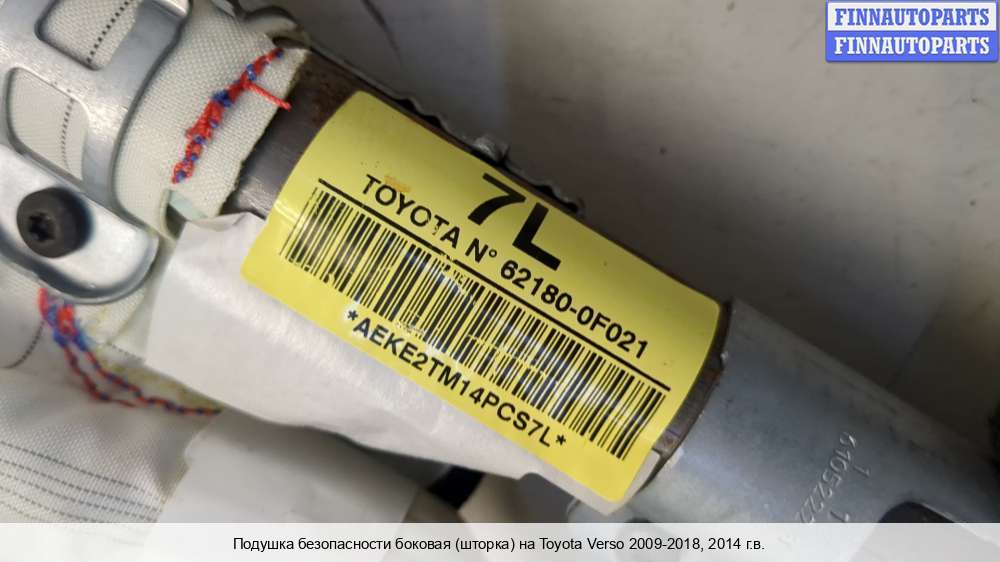 FINNAUTOPARTS
FINNAUTOPARTS
7L
TOYOTA N° 62180-0F021
*AEKE2TM14PCS7L*
Подушка безопасности боковая (шторка) на Toyota Verso 2009-2018, 2014 г.в.